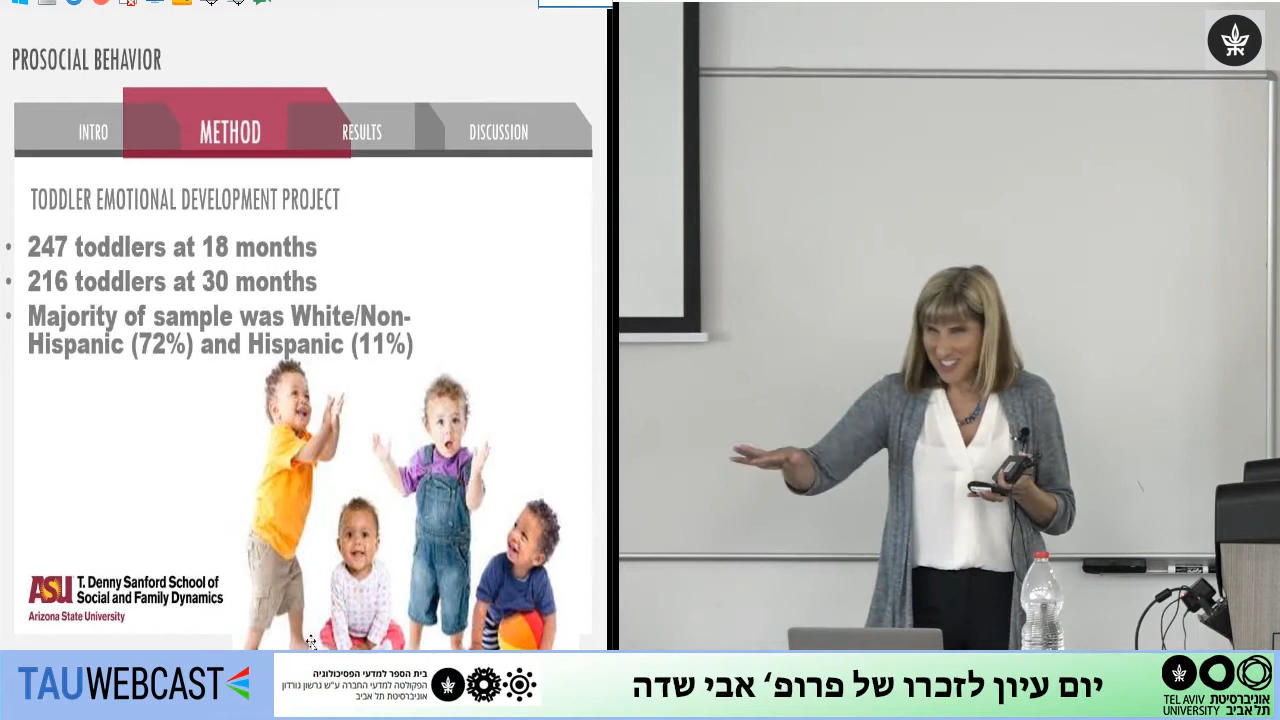 PROSOCIAL BEHAVIOR
INTRO
METHOD
RESULTS
DISCUSSION
TODDLER EMOTIONAL DEVELOPMENT PROJECT
• 247 toddlers at 18 months
• 216 toddlers at 30 months
• Majority of sample was White/Non-
Hispanic (72%) and Hispanic (11%)
ASU T. Denny Sanford School of
Social and Family Dynamics
Arizona State University
TAUWEBCAST
בית הספר למדעי הפסיכולוגיה
הפקולטה למדעי החברה ע"ש גרשון גורדון
אוניברסיטת תל אביב
יום עיון לזכרו של פרופ' אבי שדה
TEL AVIV אוניברסיטת
UNIVERSITY תל אביב